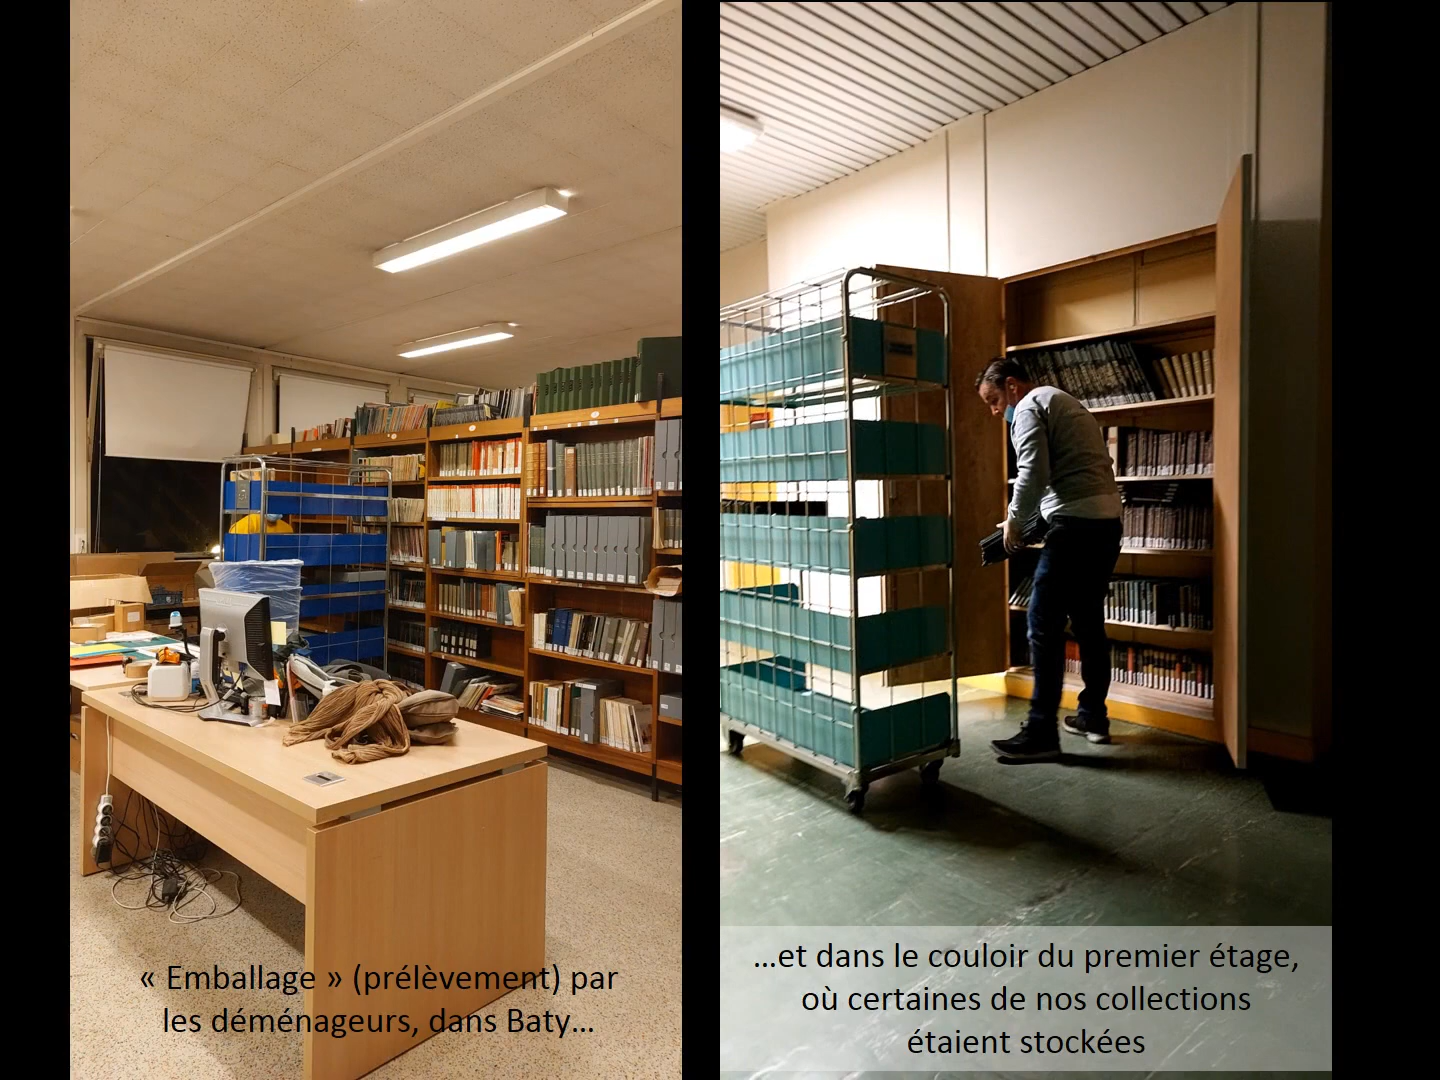 « Emballage » (prélèvement) par
les déménageurs, dans Baty…
…et dans le couloir du premier étage,
où certaines de nos collections
étaient stockées